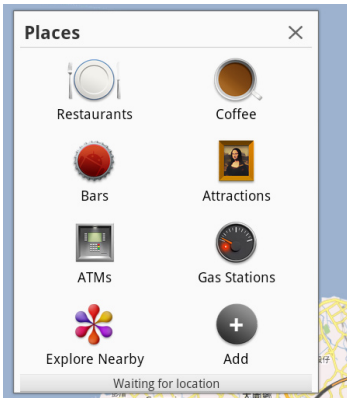 Places
Restaurants Coffee
Bars Attractions
ATMs Gas Stations
Explore Nearby Add
Waiting for location